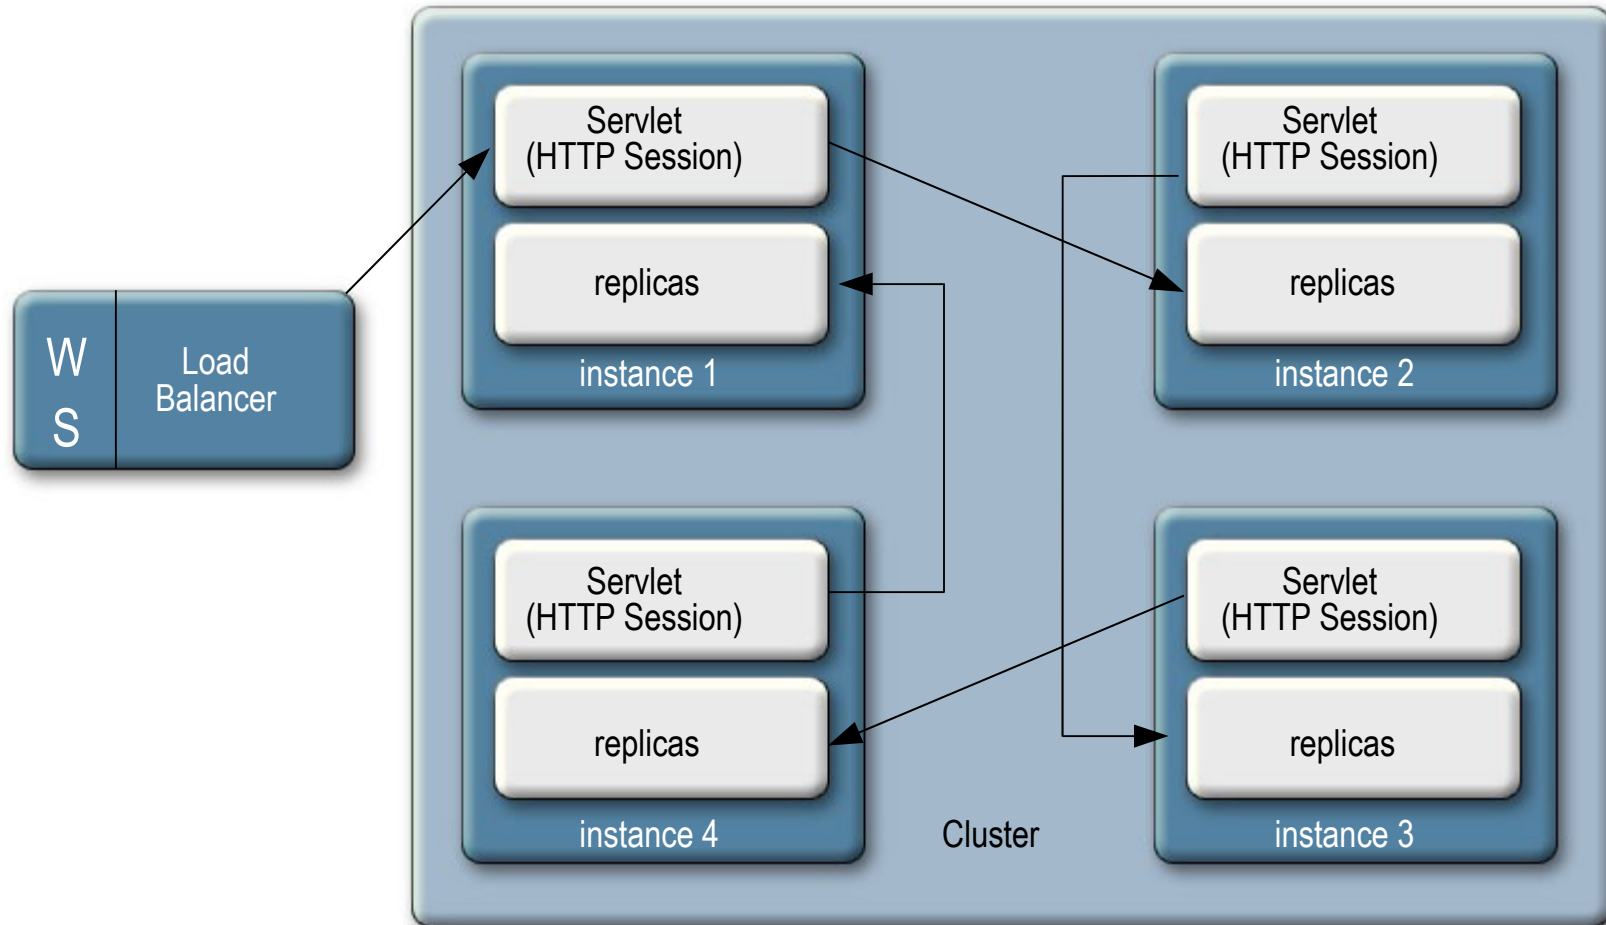 W
S
Load
Balancer
Servlet
(HTTP Session)
replicas
instance 1
Servlet
(HTTP Session)
replicas
instance 2
Servlet
(HTTP Session)
replicas
instance 4
Cluster
Servlet
(HTTP Session)
replicas
instance 3